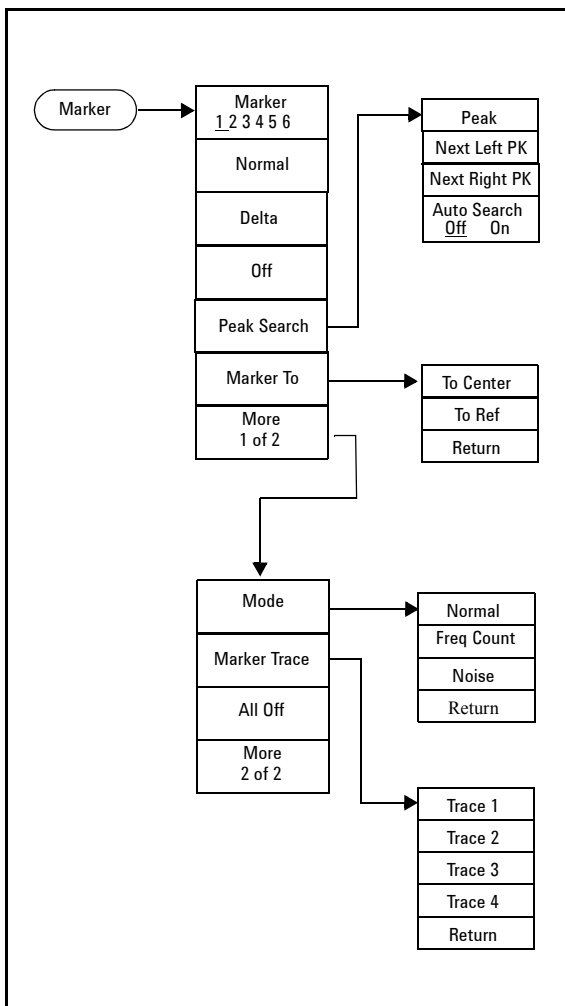 Marker
Marker
1 2 3 4 5 6
Normal
Delta
Off
Peak Search
Marker To
More
1 of 2
Peak
Next Left PK
Next Right PK
Auto Search
Off On
To Center
To Ref
Return
Mode
Marker Trace
All Off
More
2 of 2
Normal
Freq Count
Noise
Return
Trace 1
Trace 2
Trace 3
Trace 4
Return